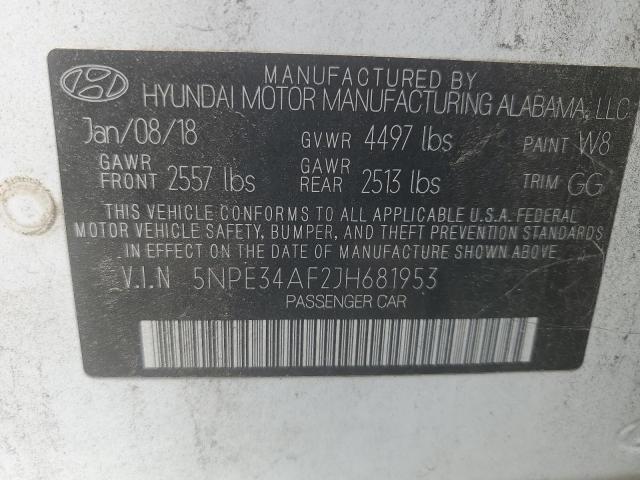 MANUFACTURED BY
HYUNDAI MOTOR MANUFACTURING ALABAMA, LLC
Jan/08/18 GVWR 4497 lbs PAINT W8
GAWR FRONT 2557 lbs GAWR REAR 2513 lbs TRIM GG
THIS VEHICLE CONFORMS TO ALL APPLICABLE U.S.A. FEDERAL
MOTOR VEHICLE SAFETY, BUMPER, AND THEFT PREVENTION STANDARDS
IN EFFECT ON THE DATE OF MANUFACTURE SHOWN ABOVE.
V.I.N 5NPE34AF2JH681953
PASSENGER CAR